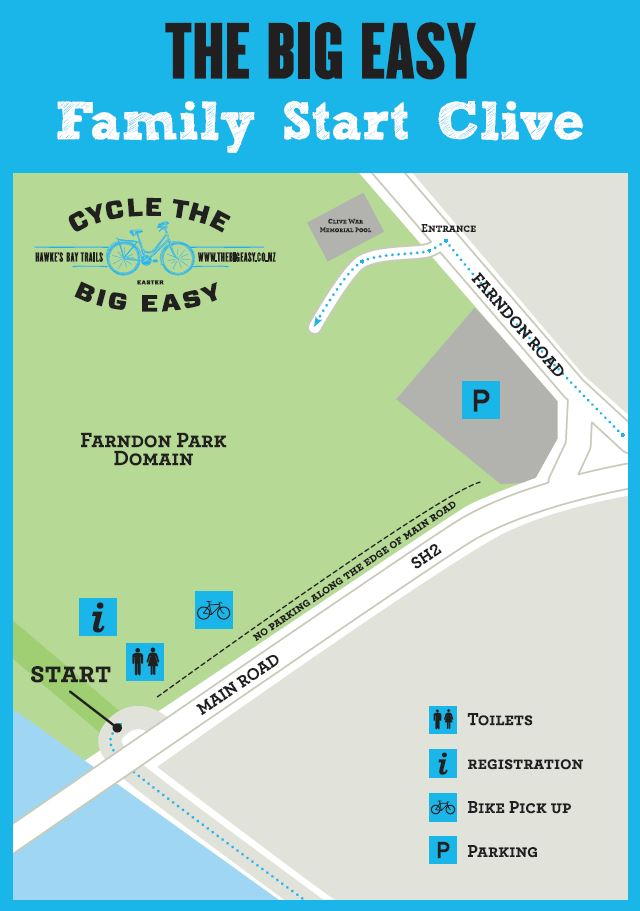 THE BIG EASY
Family Start Clive
CYCLE THE
HAWKE'S BAY TRAILS
WWW.THEBIGEASY.CO.NZ
EASTER
BIG EASY
CLIVE WAR
MEMORIAL POOL
ENTRANCE
FARNDON ROAD
P
FARNDON PARK
DOMAIN
NO PARKING ALONG THE EDGE OF MAIN ROAD
SH2
i
START
MAIN ROAD
TOILETS
i REGISTRATION
BIKE PICK UP
P PARKING